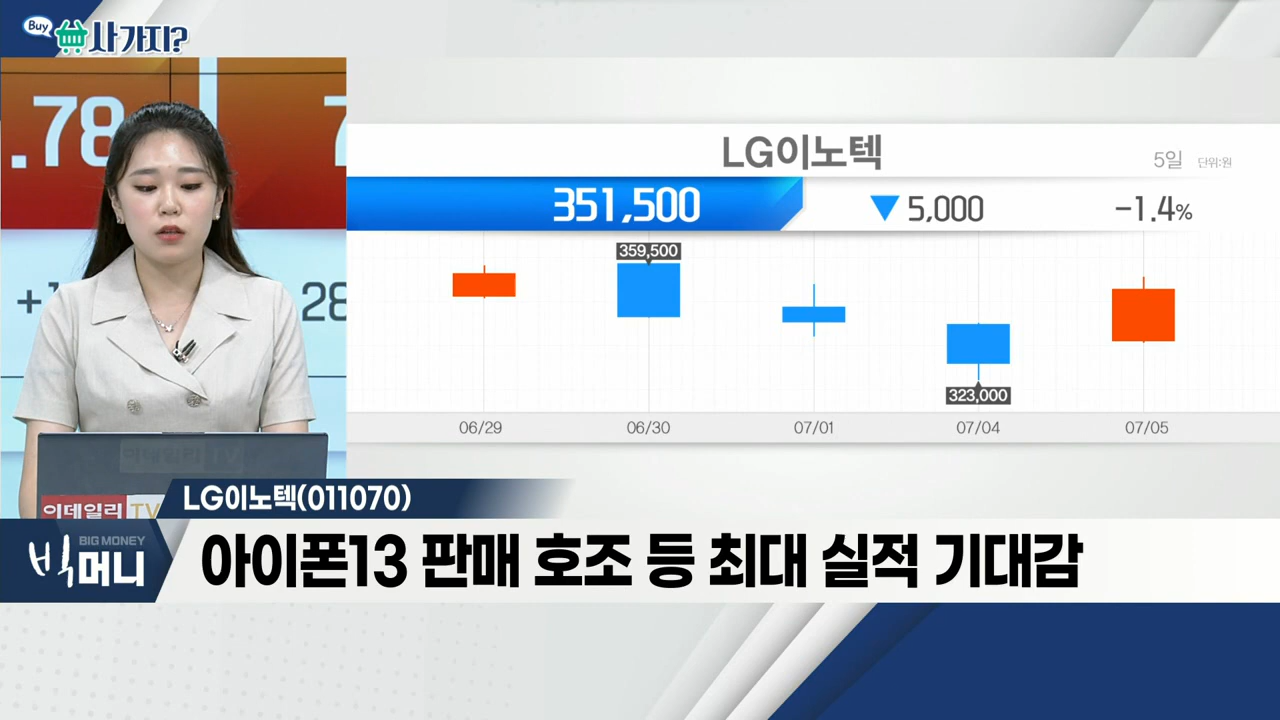 Buy
사가지?
.78
LG이노텍
5일 단위:원
351,500 ▼5,000 -1.4%
359,500
323,000
06/29 06/30 07/01 07/04 07/05
28
이데일리 TV
LG이노텍(011070)
BIG MONEY
빅머니
아이폰13 판매 호조 등 최대 실적 기대감